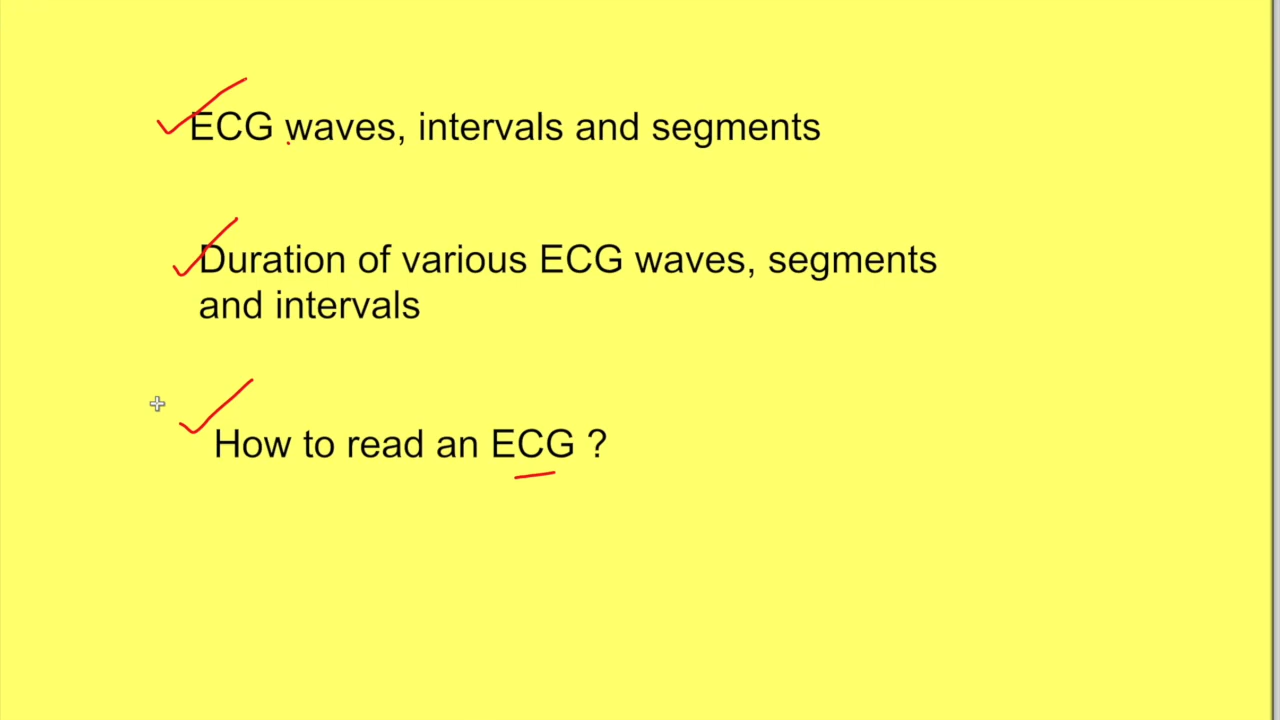 ECG waves, intervals and segments
Duration of various ECG waves, segments
and intervals
How to read an ECG ?